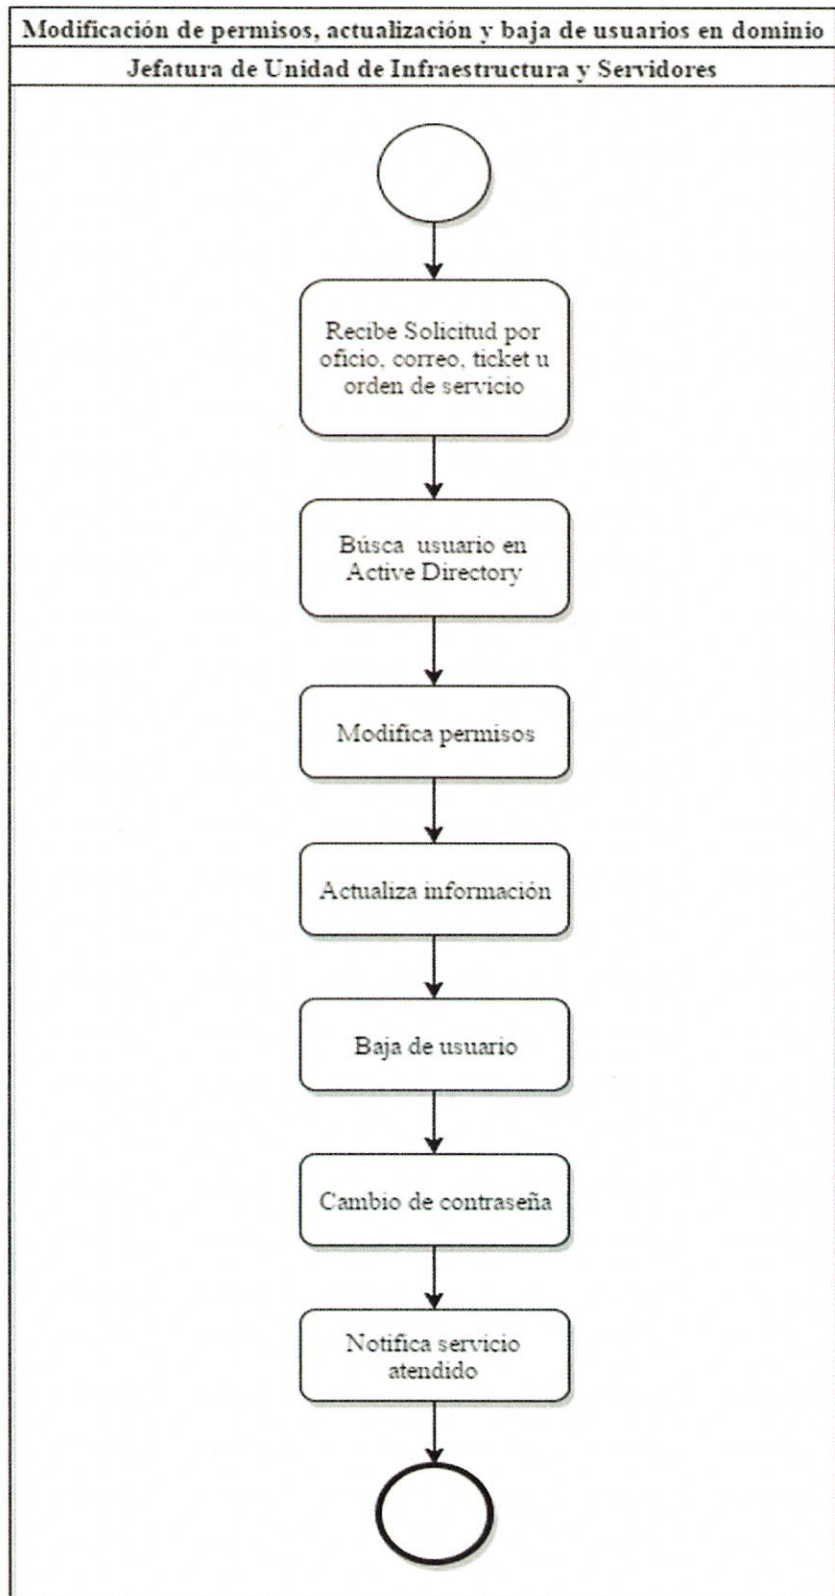 Modificación de permisos, actualización y baja de usuarios en dominio
Jefatura de Unidad de Infraestructura y Servidores
Recibe Solicitud por
oficio, correo, ticket u
orden de servicio
Búsca usuario en
Active Directory
Modifica permisos
Actualiza información
Baja de usuario
Cambio de contraseña
Notifica servicio
atendido